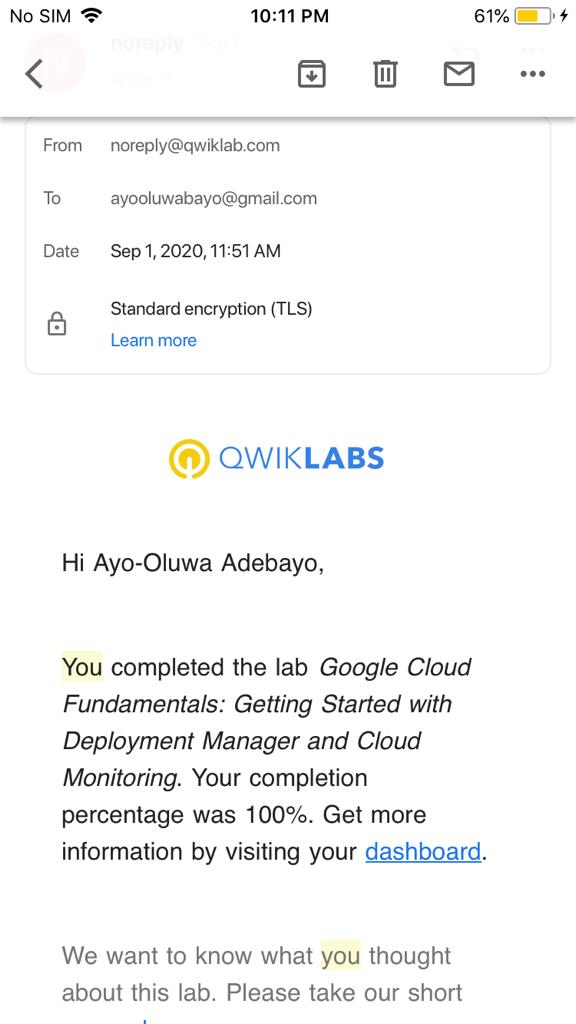 No SIM 10:11 PM 61%
noreply Sep 1
to me
From noreply@qwiklab.com
To ayooluwabayo@gmail.com
Date Sep 1, 2020, 11:51 AM
Standard encryption (TLS)
Learn more
QWIKLABS
Hi Ayo-Oluwa Adebayo,
You completed the lab Google Cloud
Fundamentals: Getting Started with
Deployment Manager and Cloud
Monitoring. Your completion
percentage was 100%. Get more
information by visiting your dashboard.
We want to know what you thought
about this lab. Please take our short